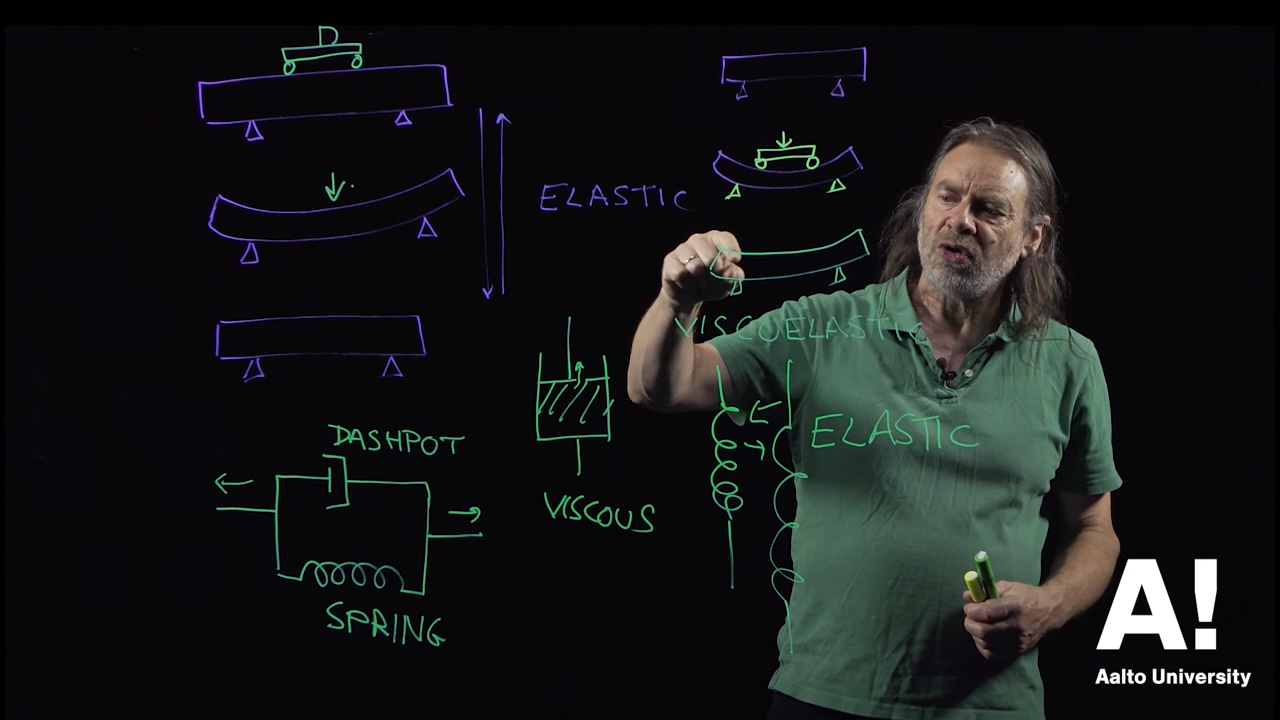 D
ELASTIC
VISCOELASTIC
ELASTIC
DASHPOT
VISCOUS
SPRING
A!
Aalto University